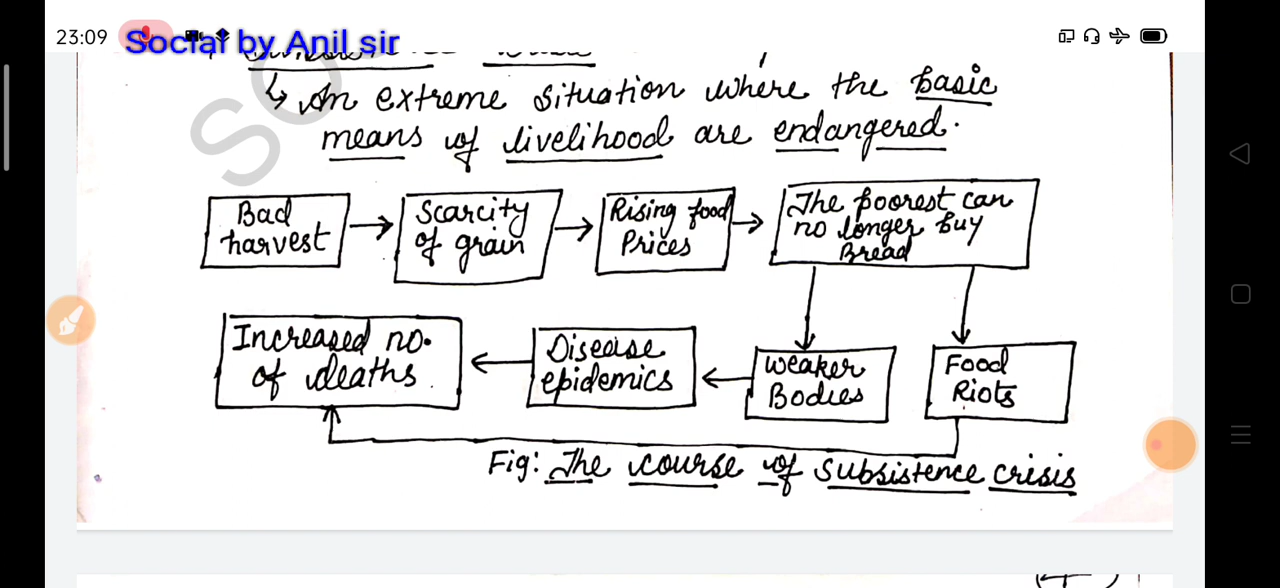 23:09
Social by Anil sir
↳ An extreme situation where the basic
means of livelihood are endangered.
Bad
harvest
Scarcity
of grain
Rising food
Prices
The poorest can
no longer buy
Bread
Increased no.
of deaths
Disease
epidemics
Weaker
Bodies
Food
Riots
Fig: The course of Subsistence crisis